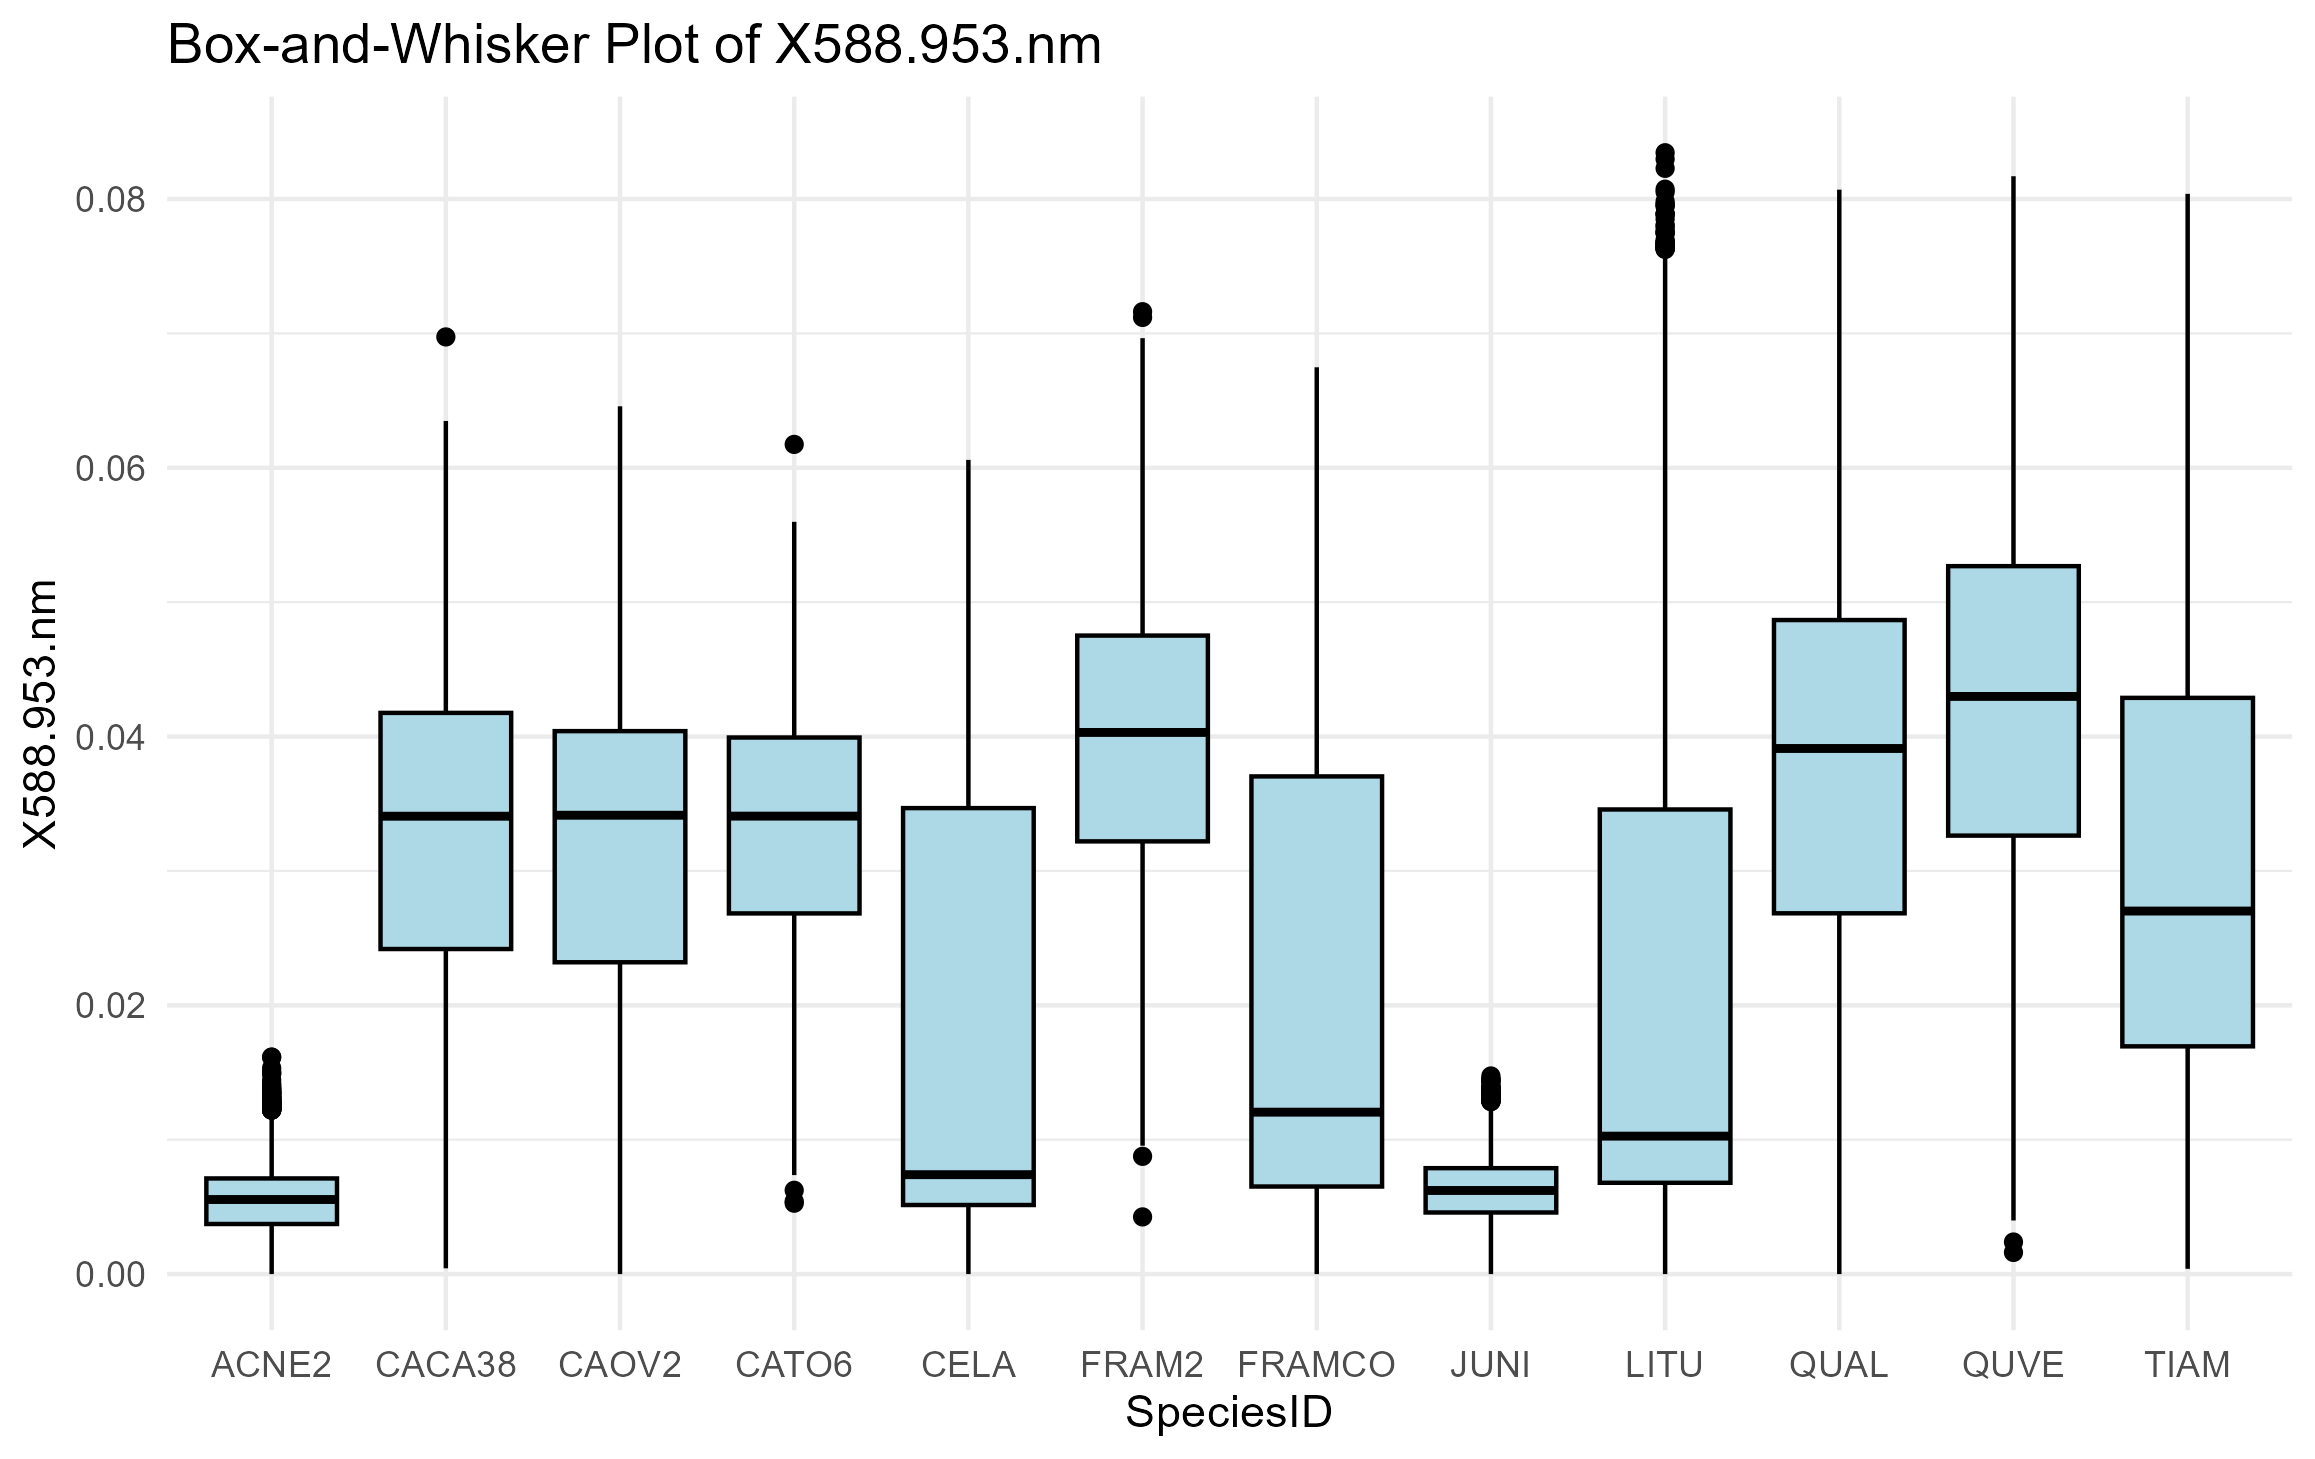 Box-and-Whisker Plot of X588.953.nm
X588.953.nm
0.08
0.06
0.04
0.02
0.00
ACNE2 CACA38 CAOV2 CATO6 CELA FRAM2 FRAMCO JUNI LITU QUAL QUVE TIAM
SpeciesID